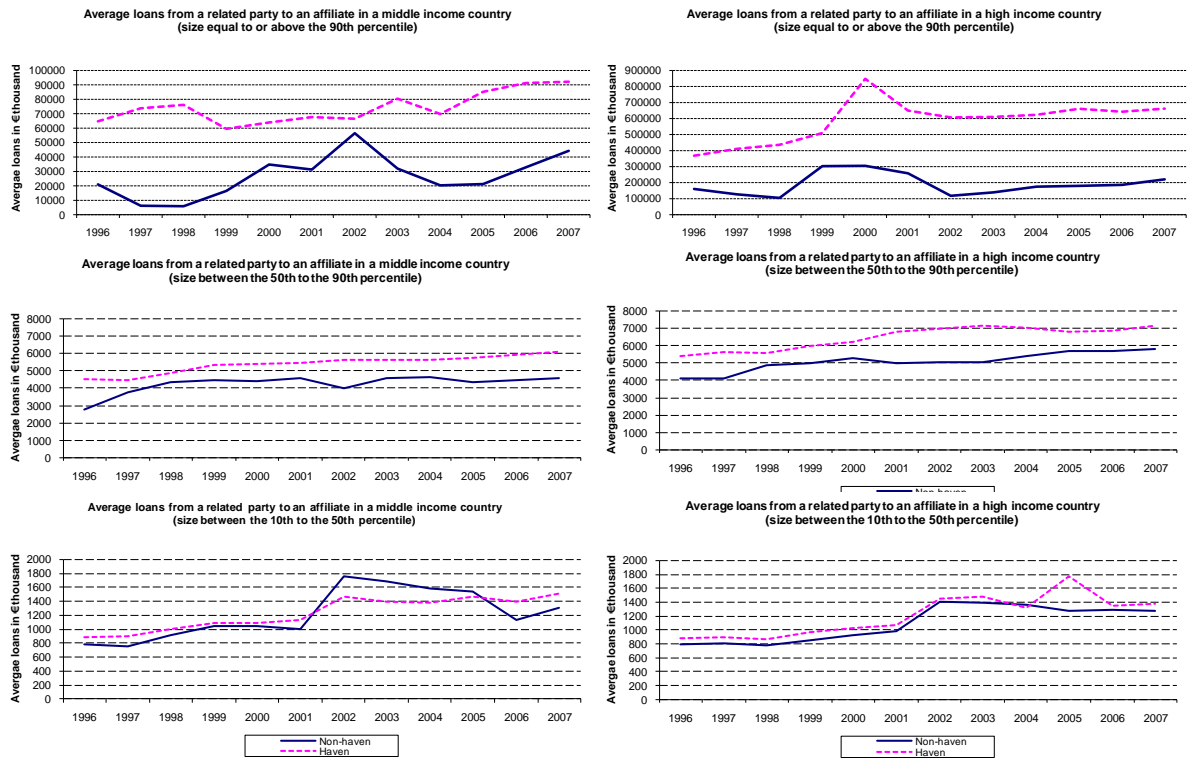 Average loans from a related party to an affiliate in a middle income country
(size equal to or above the 90th percentile)
Avergae loans in €thousand
100000
90000
80000
70000
60000
50000
40000
30000
20000
10000
0
1996 1997 1998 1999 2000 2001 2002 2003 2004 2005 2006 2007
Average loans from a related party to an affiliate in a high income country
(size equal to or above the 90th percentile)
Avergae loans in €thousand
900000
800000
700000
600000
500000
400000
300000
200000
100000
0
1996 1997 1998 1999 2000 2001 2002 2003 2004 2005 2006 2007
Average loans from a related party to an affiliate in a middle income country
(size between the 50th to the 90th percentile)
Avergae loans in €thousand
8000
7000
6000
5000
4000
3000
2000
1000
0
1996 1997 1998 1999 2000 2001 2002 2003 2004 2005 2006 2007
Average loans from a related party to an affiliate in a high income country
(size between the 50th to the 90th percentile)
Avergae loans in €thousand
8000
7000
6000
5000
4000
3000
2000
1000
0
1996 1997 1998 1999 2000 2001 2002 2003 2004 2005 2006 2007
Non-haven
Average loans from a related party to an affiliate in a middle income country
(size between the 10th to the 50th percentile)
Avergae loans in €thousand
2000
1800
1600
1400
1200
1000
800
600
400
200
0
1996 1997 1998 1999 2000 2001 2002 2003 2004 2005 2006 2007
Non-haven
Haven
Average loans from a related party to an affiliate in a high income country
(size between the 10th to the 50th percentile)
Avergae loans in €thousand
2000
1800
1600
1400
1200
1000
800
600
400
200
0
1996 1997 1998 1999 2000 2001 2002 2003 2004 2005 2006 2007
Non-haven
Haven